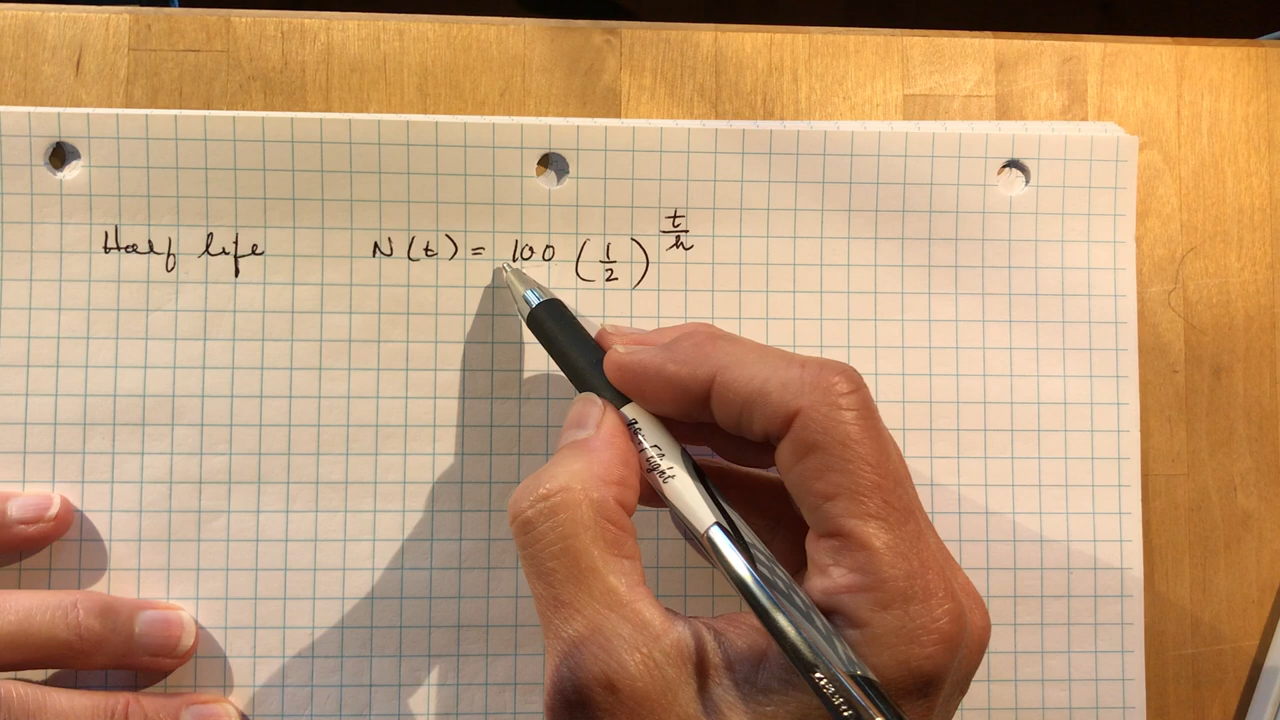 Half life N(t) = 100 (1/2)^(t/h)